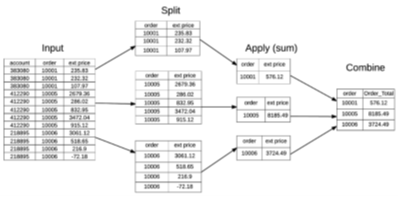 Input
account order ext price
383080 10001 235.83
383080 10001 232.32
383080 10001 107.97
412290 10005 2679.36
412290 10005 286.02
412290 10005 832.95
412290 10005 3472.04
412290 10005 915.12
218895 10006 3061.12
218895 10006 518.65
218895 10006 216.9
218895 10006 -72.18
Split
order ext price
10001 235.83
10001 232.32
10001 107.97
order ext price
10005 2679.36
10005 286.02
10005 832.95
10005 3472.04
10005 915.12
order ext price
10006 3061.12
10006 518.65
10006 216.9
10006 -72.18
Apply (sum)
order ext price
10001 576.12
order ext price
10005 8185.49
order ext price
10006 3724.49
Combine
order Order_Total
10001 576.12
10005 8185.49
10006 3724.49